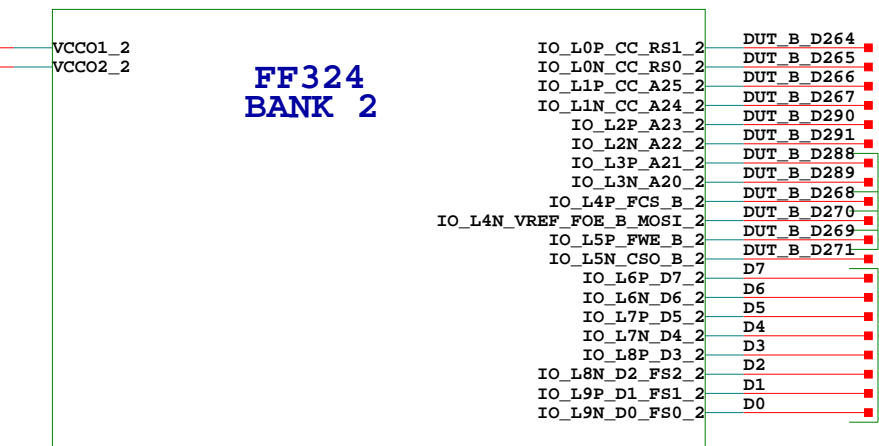 VCCO1_2
VCCO2_2
FF324
BANK 2
IO_L0P_CC_RS1_2 DUT_B_D264
IO_L0N_CC_RS0_2 DUT_B_D265
IO_L1P_CC_A25_2 DUT_B_D266
IO_L1N_CC_A24_2 DUT_B_D267
IO_L2P_A23_2 DUT_B_D290
IO_L2N_A22_2 DUT_B_D291
IO_L3P_A21_2 DUT_B_D288
IO_L3N_A20_2 DUT_B_D289
IO_L4P_FCS_B_2 DUT_B_D268
IO_L4N_VREF_FOE_B_MOSI_2 DUT_B_D270
IO_L5P_FWE_B_2 DUT_B_D269
IO_L5N_CSO_B_2 DUT_B_D271
IO_L6P_D7_2 D7
IO_L6N_D6_2 D6
IO_L7P_D5_2 D5
IO_L7N_D4_2 D4
IO_L8P_D3_2 D3
IO_L8N_D2_FS2_2 D2
IO_L9P_D1_FS1_2 D1
IO_L9N_D0_FS0_2 D0